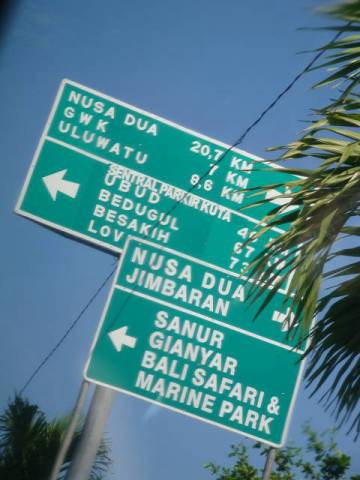 NUSA DUA 20,7 KM
GWK 7 KM
ULUWATU 6,6 KM
SENTRAL PARKIR KUTA
UBUD
BEDUGUL
BESAKIH
NUSA DUA
JIMBARAN
SANUR
GIANYAR
BALI SAFARI &
MARINE PARK